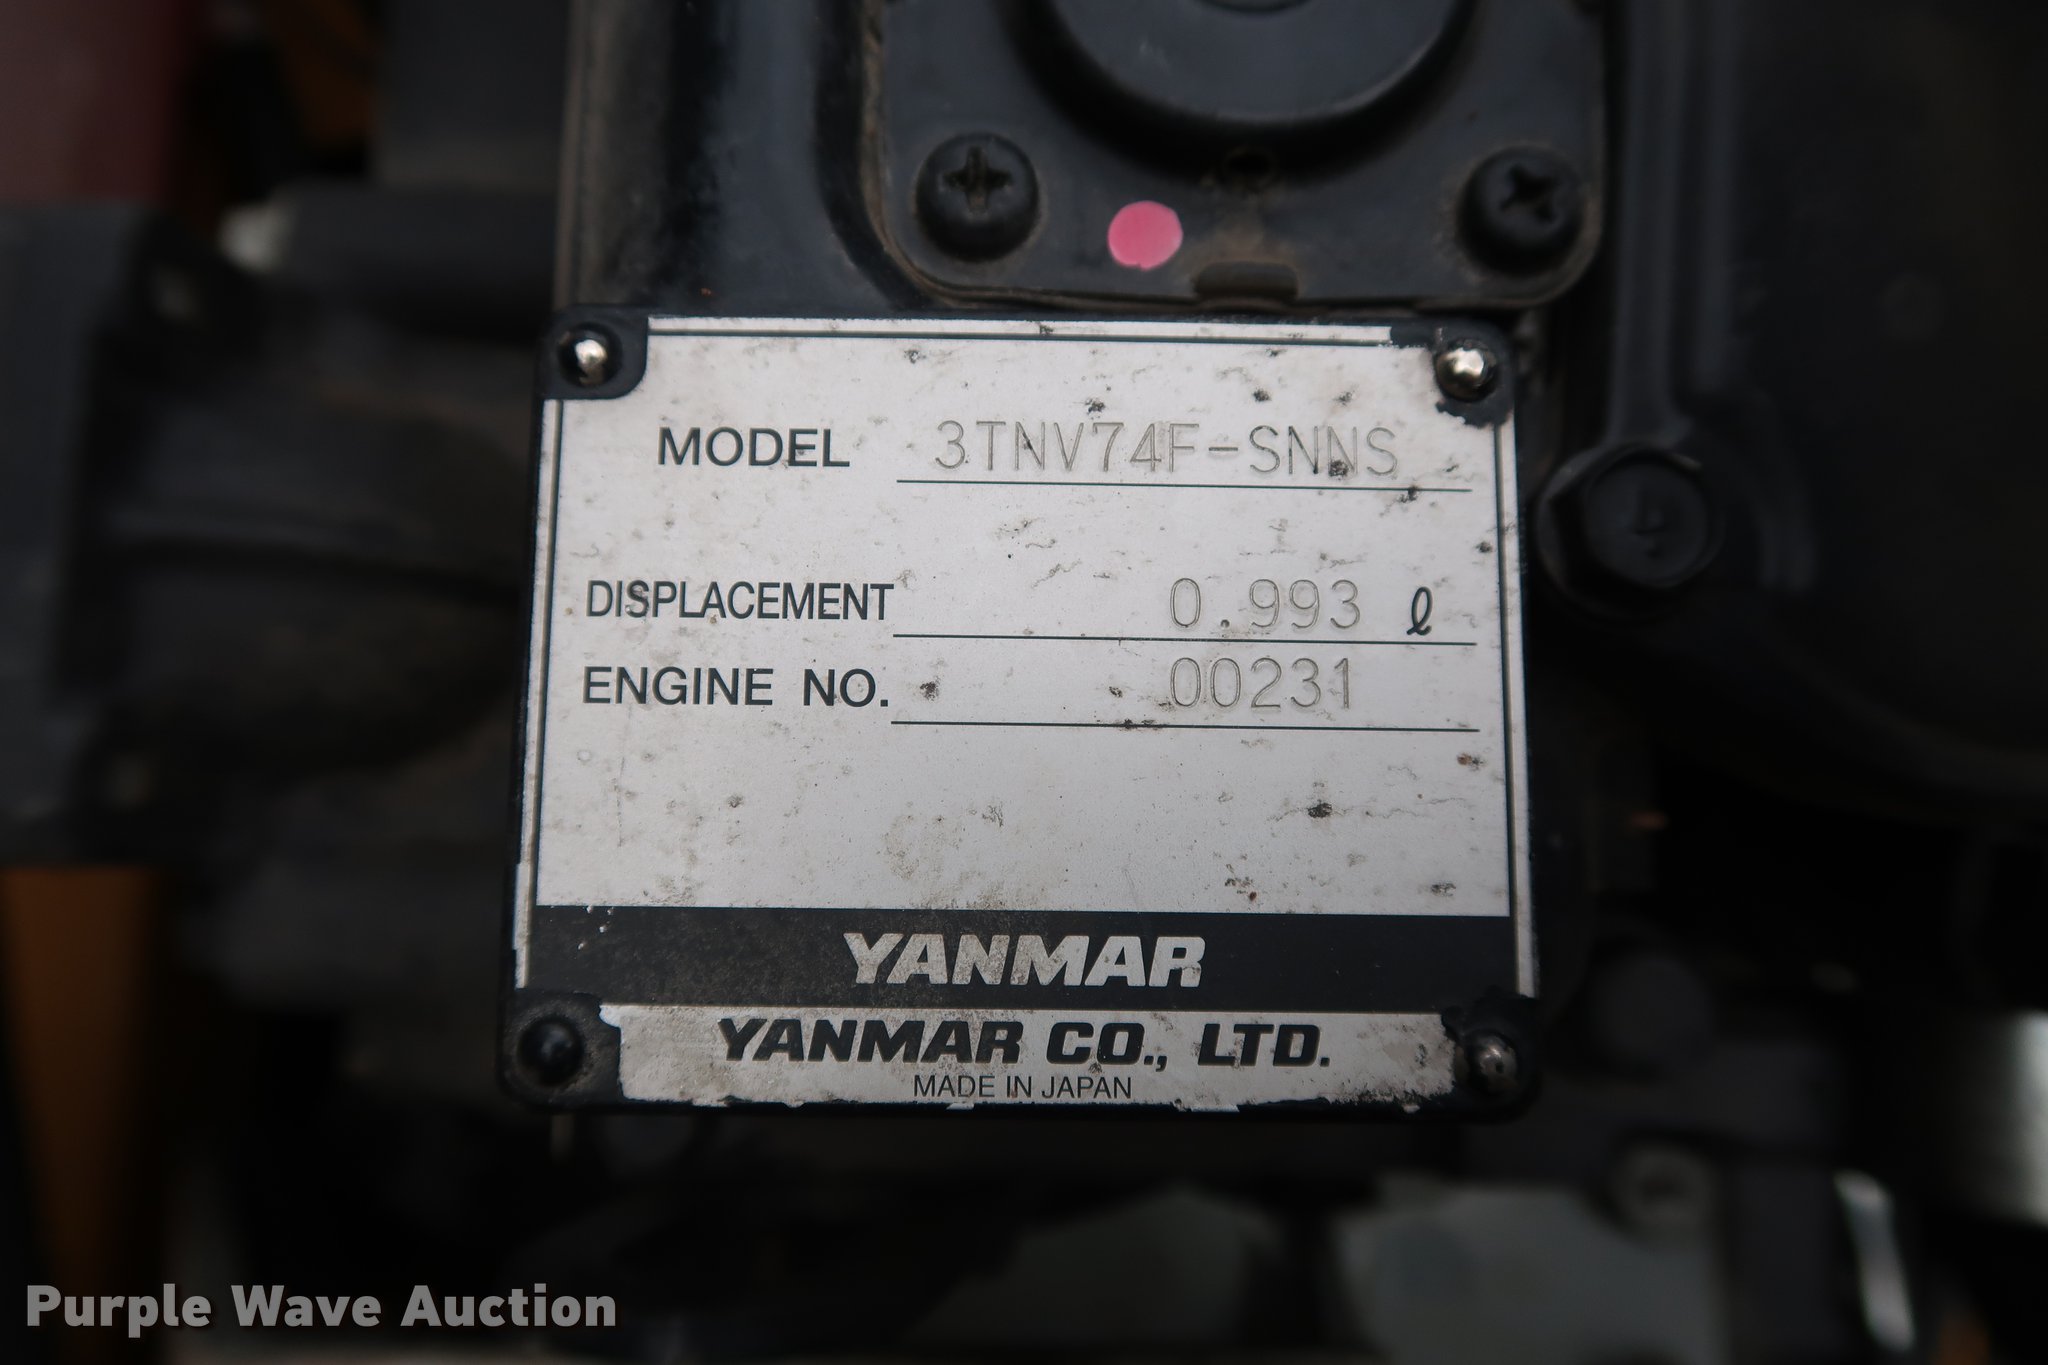 MODEL 3TNV74F-SNNS
DISPLACEMENT 0.993 ℓ
ENGINE NO. 00231
YANMAR
YANMAR CO., LTD.
MADE IN JAPAN
Purple Wave Auction